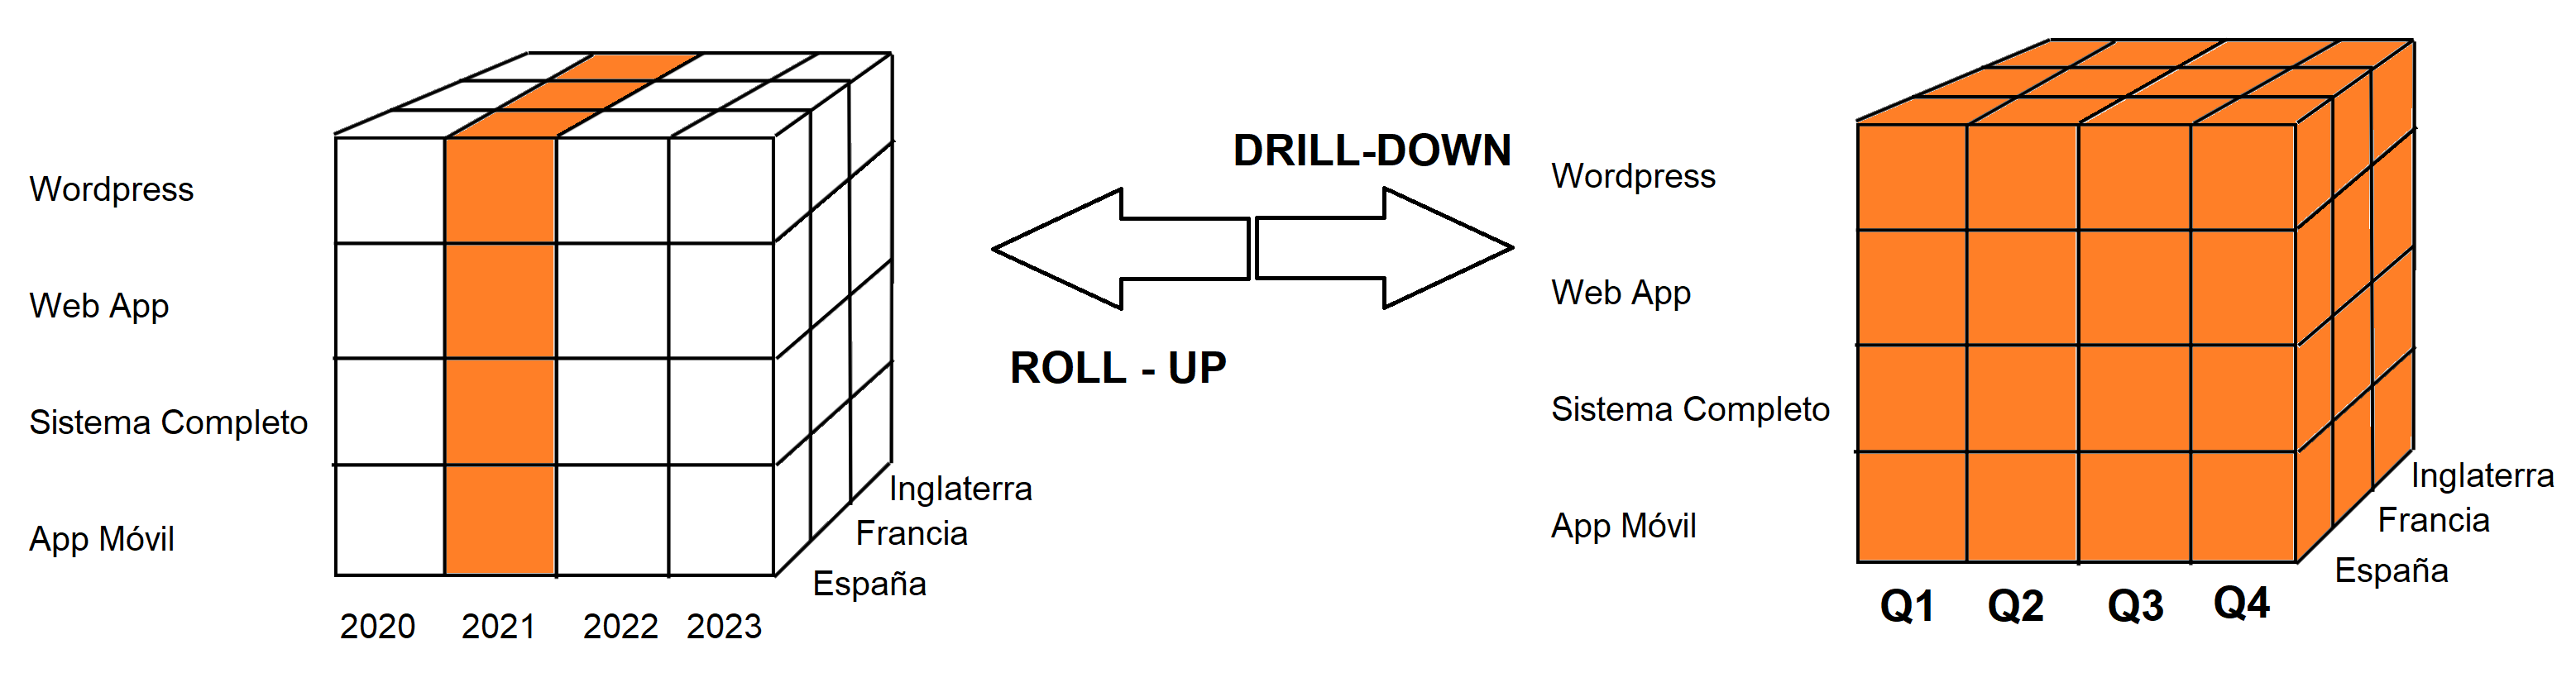 Wordpress
Web App
Sistema Completo
App Móvil
2020 2021 2022 2023
España
Francia
Inglaterra
DRILL-DOWN
ROLL - UP
Wordpress
Web App
Sistema Completo
App Móvil
Q1 Q2 Q3 Q4
España
Francia
Inglaterra